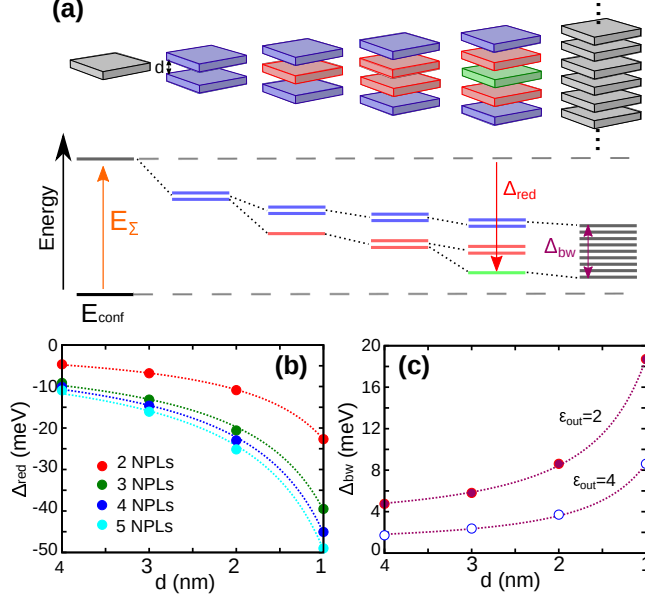 (a)
d
Energy
E_Σ
E_conf
Δ_red
Δ_bw
(b)
Δ_red (meV)
0
-10
-20
-30
-40
-50
4 3 2 1
d (nm)
2 NPLs
3 NPLs
4 NPLs
5 NPLs
(c)
Δ_bw (meV)
20
16
12
8
4
0
4 3 2 1
d (nm)
ε_out=2
ε_out=4